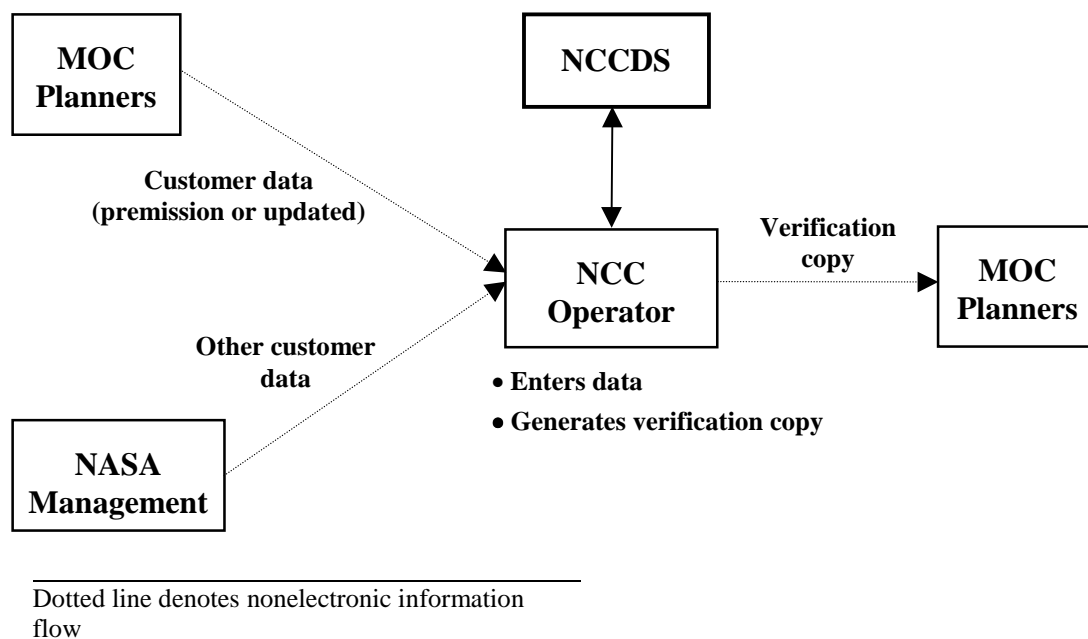 MOC
Planners
NCCDS
Customer data
(premission or updated)
Verification
copy
NCC
Operator
MOC
Planners
Other customer
data
• Enters data
• Generates verification copy
NASA
Management
Dotted line denotes nonelectronic information
flow